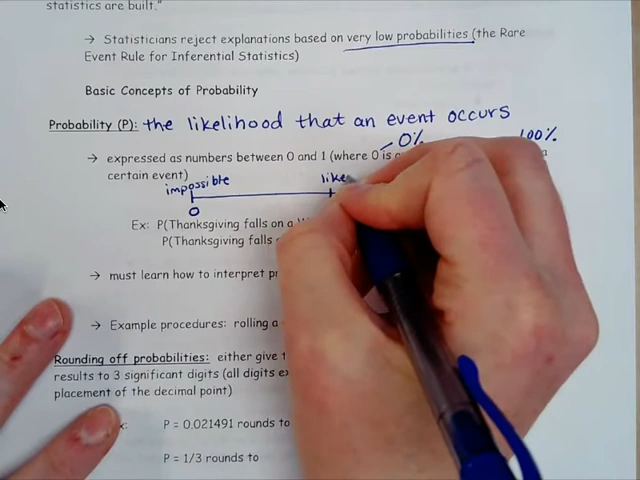 statistics are built."
→ Statisticians reject explanations based on very low probabilities (the Rare
Event Rule for Inferential Statistics)
Basic Concepts of Probability
Probability (P): the likelihood that an event occurs
0% 100%
→ expressed as numbers between 0 and 1 (where 0 is a
certain event)
impossible like
0
Ex: P(Thanksgiving falls on a W
P(Thanksgiving falls
→ must learn how to interpret pr
→ Example procedures: rolling a
Rounding off probabilities: either give t
results to 3 significant digits (all digits ex
placement of the decimal point)
x: P = 0.021491 rounds to
P = 1/3 rounds to